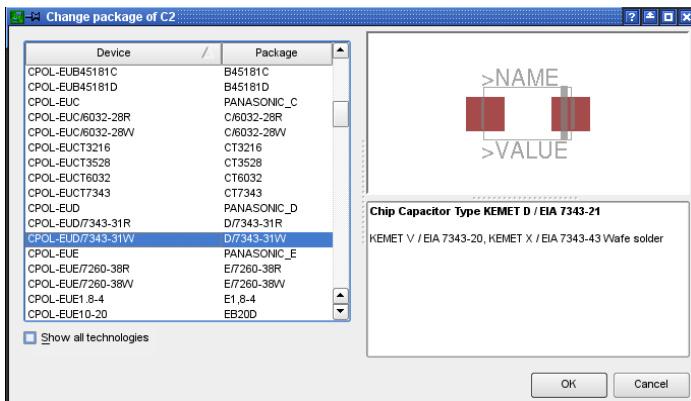 Change package of C2
Device Package
CPOL-EUB45181C B45181C
CPOL-EUB45181D B45181D
CPOL-EUC PANASONIC_C
CPOL-EUC/6032-28R C/6032-28R
CPOL-EUC/6032-28W C/6032-28W
CPOL-EUCT3216 CT3216
CPOL-EUCT3528 CT3528
CPOL-EUCT6032 CT6032
CPOL-EUCT7343 CT7343
CPOL-EUD PANASONIC_D
CPOL-EUD/7343-31R D/7343-31R
CPOL-EUD/7343-31W D/7343-31W
CPOL-EUE PANASONIC_E
CPOL-EUE/7260-38R E/7260-38R
CPOL-EUE/7260-38W E/7260-38W
CPOL-EUE1.8-4 E1,8-4
CPOL-EUE10-20 EB20D
Show all technologies
>NAME
>VALUE
Chip Capacitor Type KEMET D / EIA 7343-21
KEMET V / EIA 7343-20, KEMET X / EIA 7343-43 Wafe solder
OK Cancel